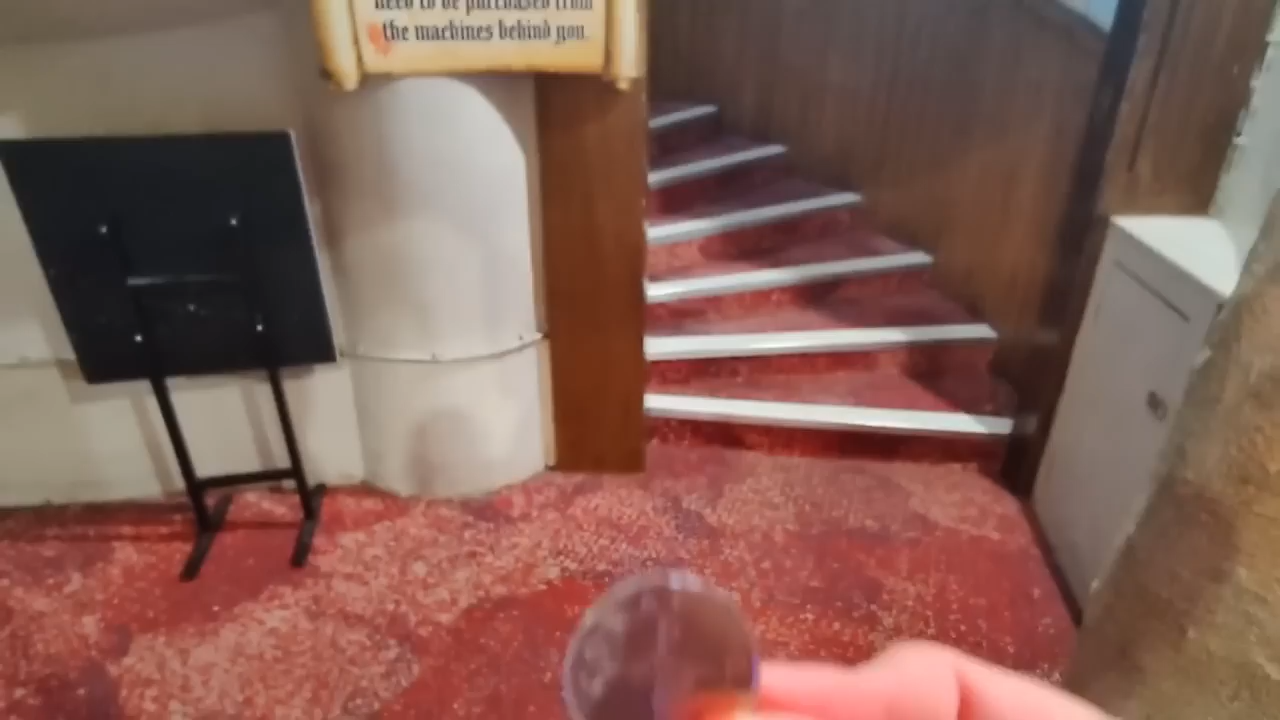 need to be purchased from
the machines behind you.